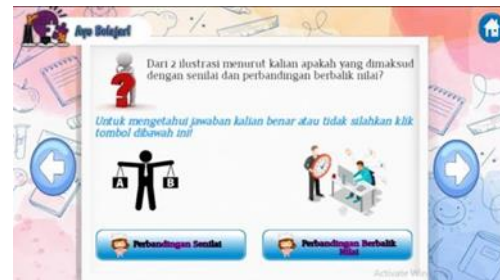 Ayo Belajar!
Dari 2 ilustrasi menurut kalian apakah yang dimaksud
dengan senilai dan perbandingan berbalik nilai?
Untuk mengetahui jawaban kalian benar atau tidak silahkan klik
tombol dibawah ini!
A B
Perbandingan Senilai
Perbandingan Berbalik
Nilai
Activate